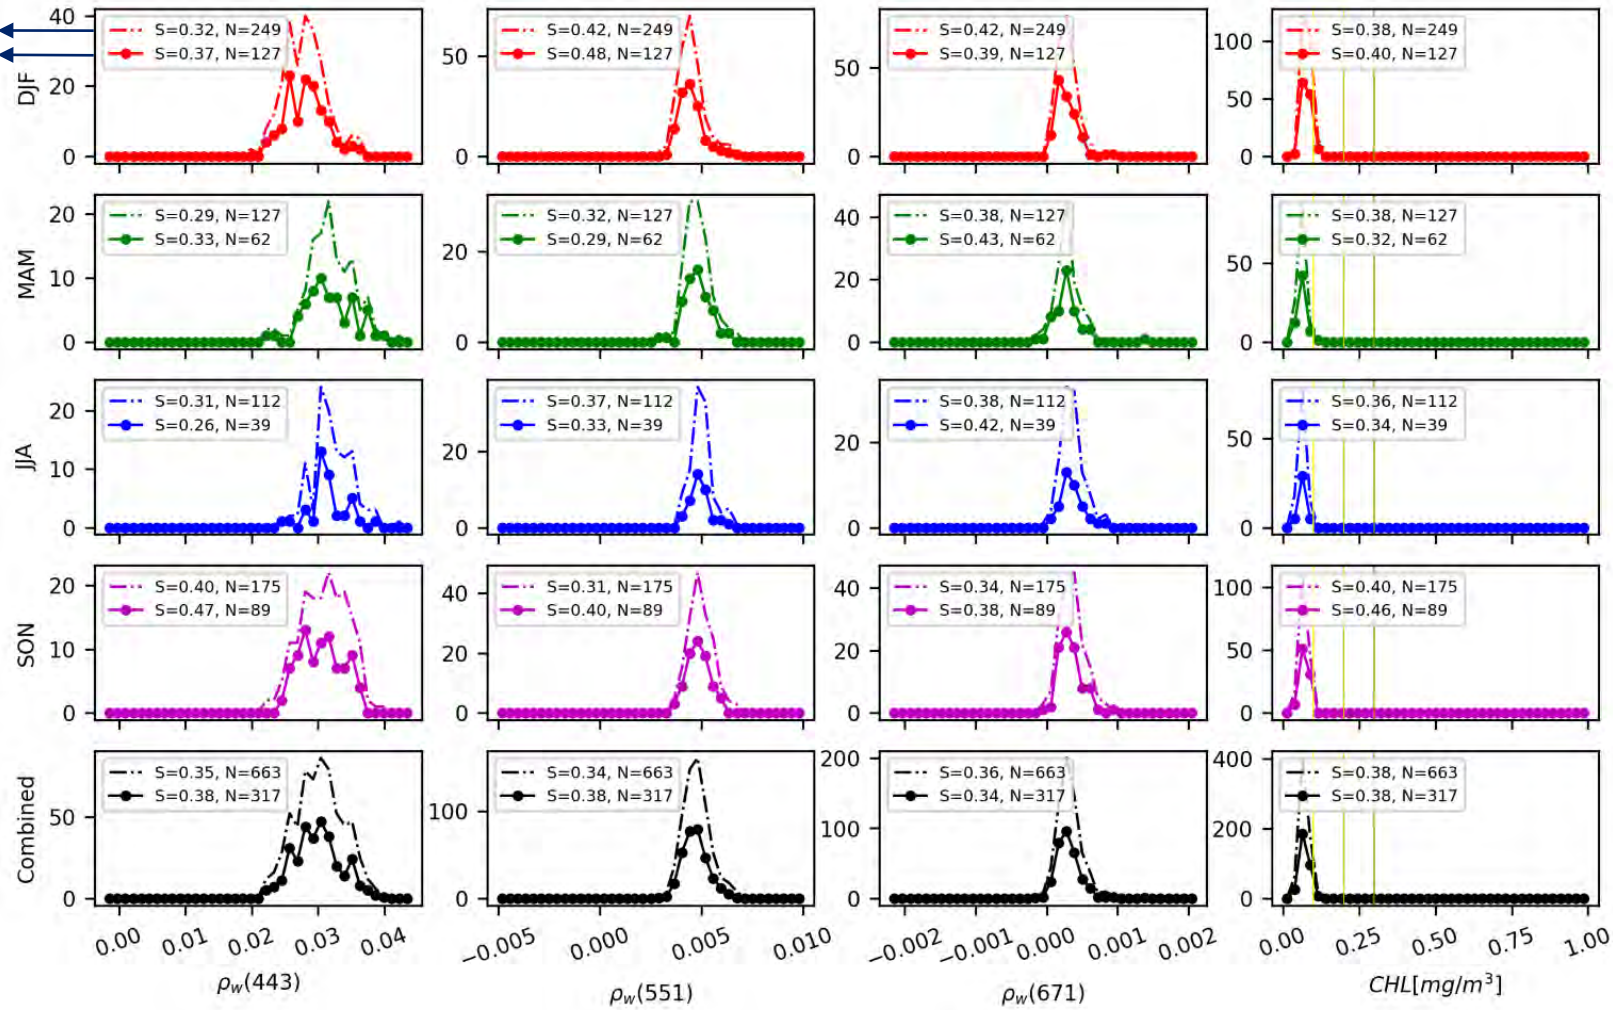 40
20
0
DJF
S=0.32, N=249
S=0.37, N=127
50
0
S=0.42, N=249
S=0.48, N=127
50
0
S=0.42, N=249
S=0.39, N=127
100
50
0
S=0.38, N=249
S=0.40, N=127
20
10
0
MAM
S=0.29, N=127
S=0.33, N=62
20
0
S=0.32, N=127
S=0.29, N=62
40
20
0
S=0.38, N=127
S=0.43, N=62
50
0
S=0.38, N=127
S=0.32, N=62
20
10
0
JJA
S=0.31, N=112
S=0.26, N=39
20
0
S=0.37, N=112
S=0.33, N=39
20
0
S=0.38, N=112
S=0.42, N=39
50
0
S=0.36, N=112
S=0.34, N=39
20
10
0
SON
S=0.40, N=175
S=0.47, N=89
40
20
0
S=0.31, N=175
S=0.40, N=89
40
20
0
S=0.34, N=175
S=0.38, N=89
100
50
0
S=0.40, N=175
S=0.46, N=89
50
0
Combined
S=0.35, N=663
S=0.38, N=317
100
0
S=0.34, N=663
S=0.38, N=317
200
100
0
S=0.36, N=663
S=0.34, N=317
400
200
0
S=0.38, N=663
S=0.38, N=317
0.00 0.01 0.02 0.03 0.04
−0.005 0.000 0.005 0.010
−0.002 −0.001 0.000 0.001 0.002
0.00 0.25 0.50 0.75 1.00
ρw(443)
ρw(551)
ρw(671)
CHL[mg/m³]